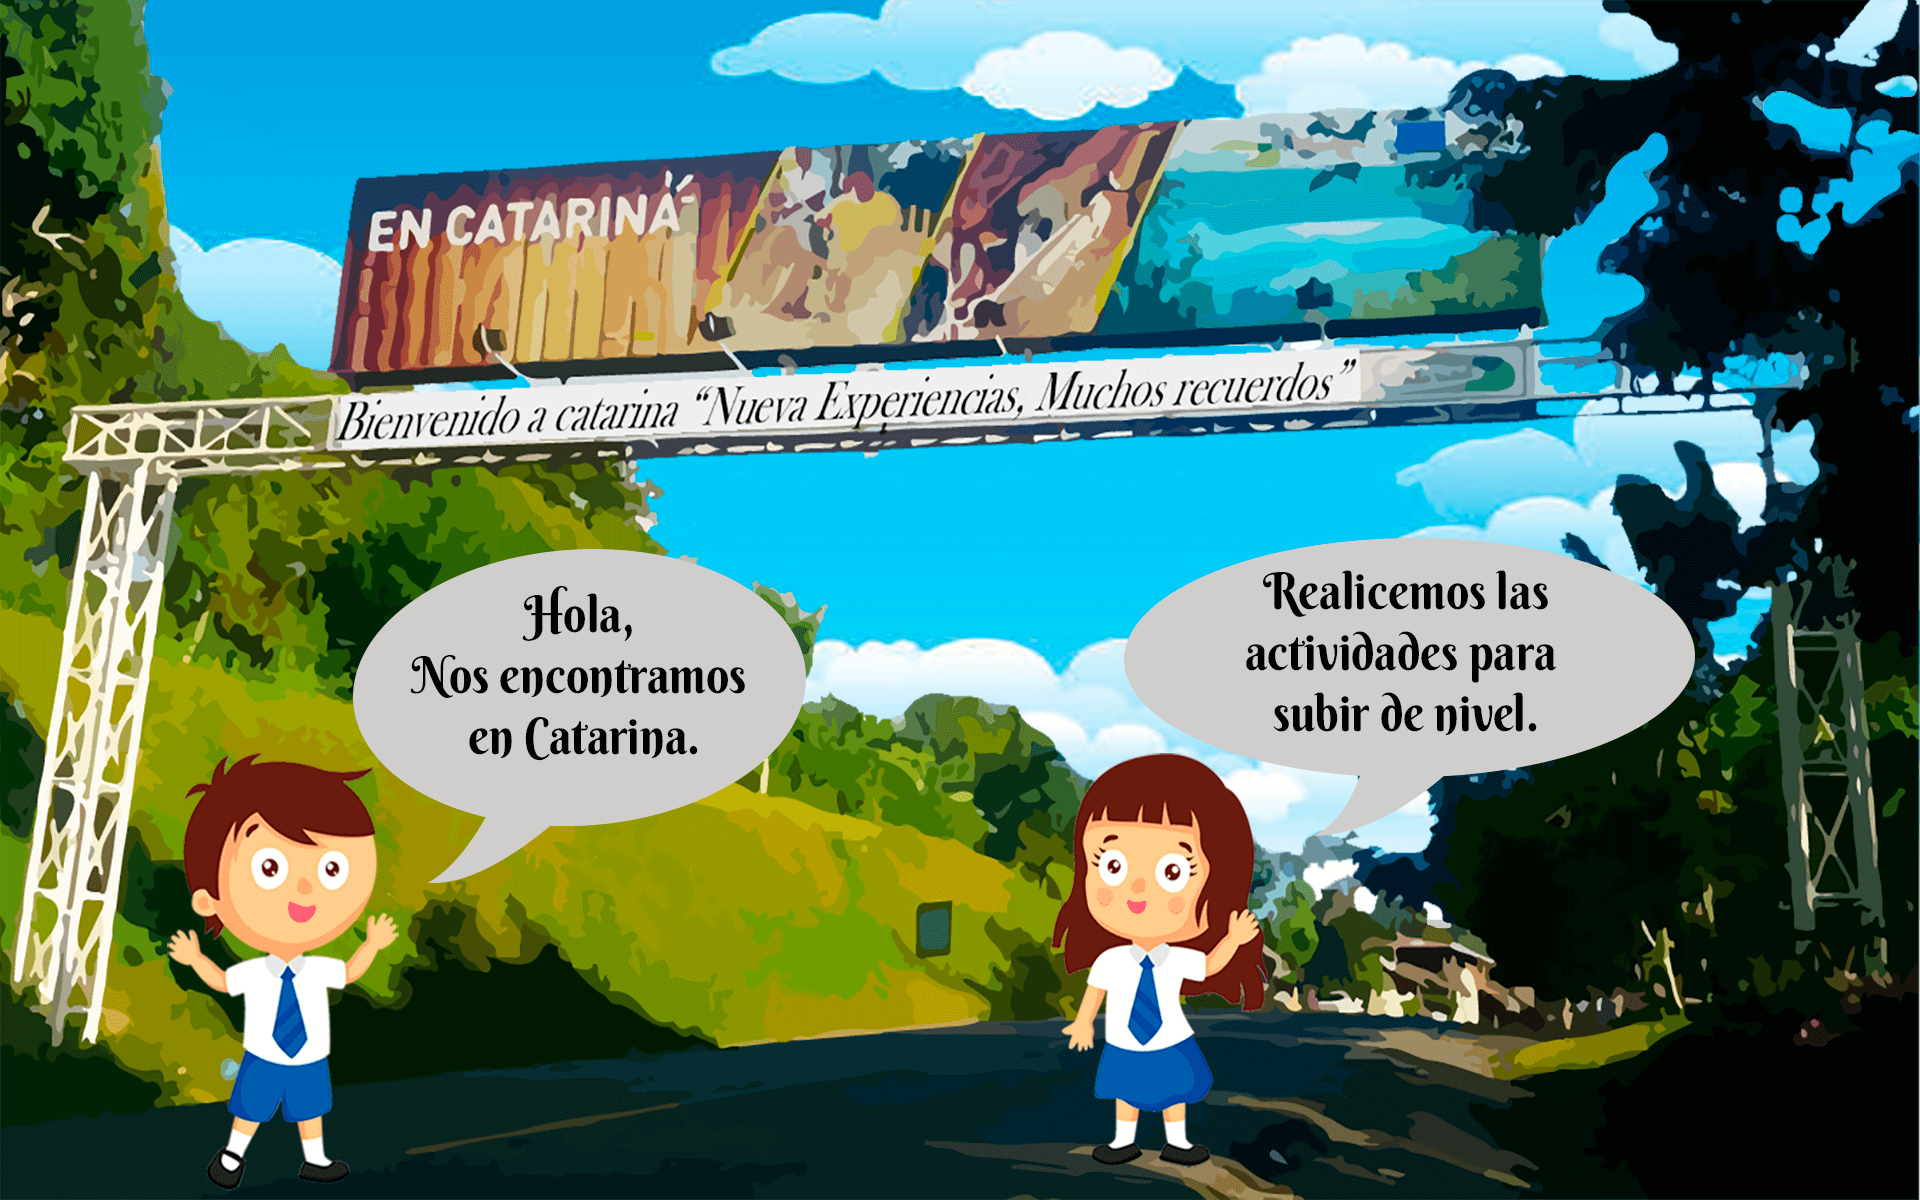 EN CATARINA
Bienvenido a catarina “Nueva Experiencias, Muchos recuerdos”
Hola,
Nos encontramos
en Catarina.
Realicemos las
actividades para
subir de nivel.